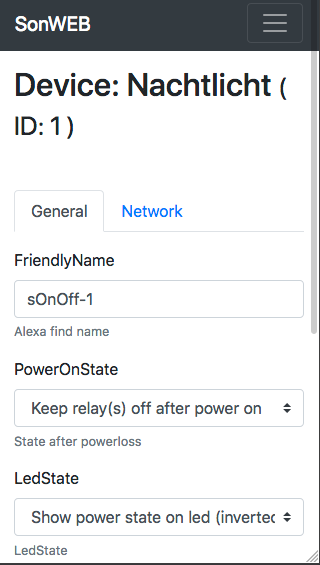 SonWEB
Device: Nachtlicht (
ID: 1 )
General Network
FriendlyName
sOnOff-1
Alexa find name
PowerOnState
Keep relay(s) off after power on
State after powerloss
LedState
Show power state on led (inverted
LedState